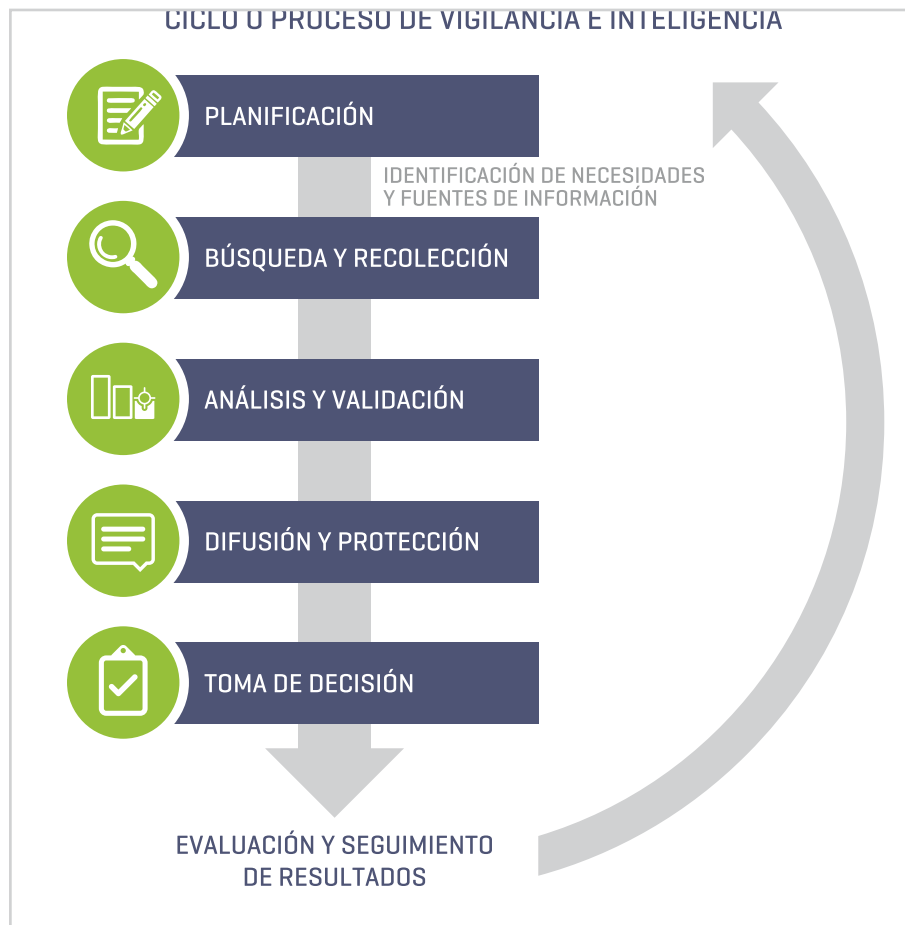 CICLO O PROCESO DE VIGILANCIA E INTELIGENCIA
PLANIFICACIÓN
IDENTIFICACIÓN DE NECESIDADES
Y FUENTES DE INFORMACIÓN
BÚSQUEDA Y RECOLECCIÓN
ANÁLISIS Y VALIDACIÓN
DIFUSIÓN Y PROTECCIÓN
TOMA DE DECISIÓN
EVALUACIÓN Y SEGUIMIENTO
DE RESULTADOS